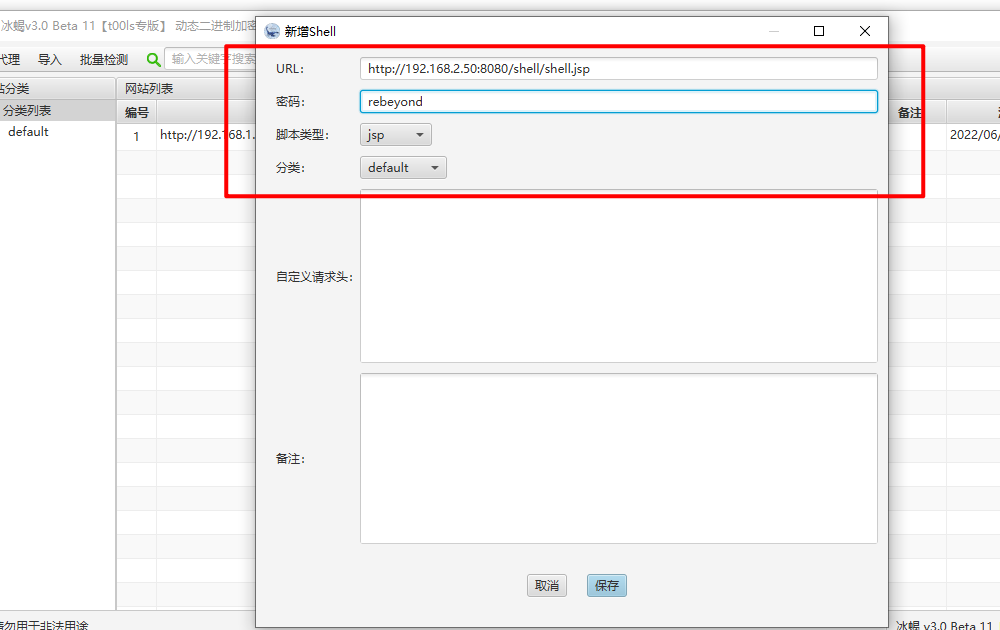 冰蝎v3.0 Beta 11【t00ls专版】 动态二进制加密
新增Shell
代理 导入 批量检测 输入关键字搜索
URL: http://192.168.2.50:8080/shell/shell.jsp
站分类 网站列表
密码: rebeyond
分类列表 编号 备注
default 1 http://192.168.1. 脚本类型: jsp 2022/06/
分类: default
自定义请求头:
备注:
取消 保存
请勿用于非法用途 冰蝎 v3.0 Beta 11